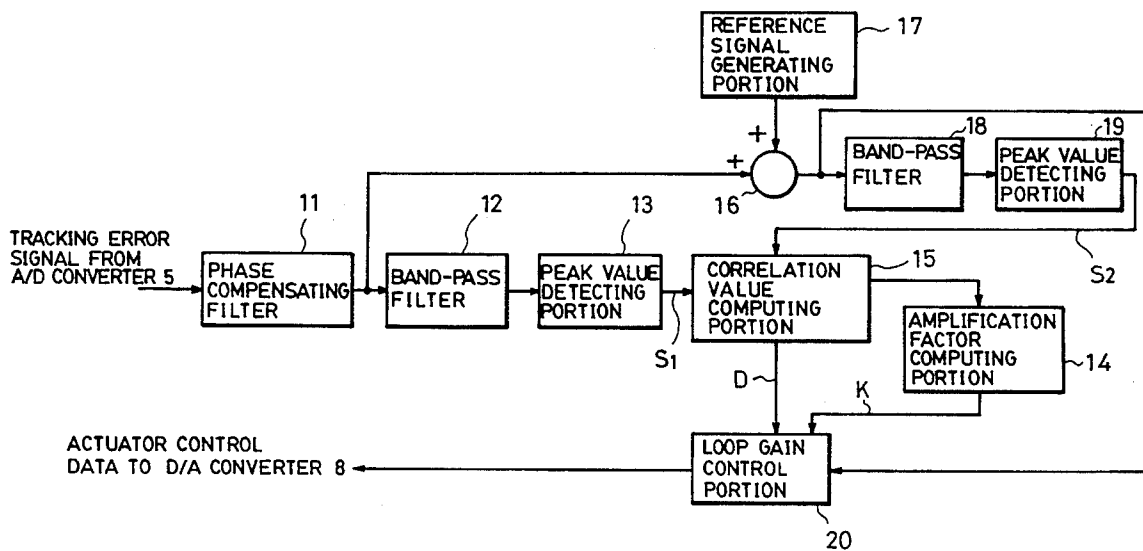 REFERENCE
SIGNAL
GENERATING
PORTION
17
+
+
16
18
BAND-PASS
FILTER
19
PEAK VALUE
DETECTING
PORTION
S2
TRACKING ERROR
SIGNAL FROM
A/D CONVERTER 5
11
PHASE
COMPENSATING
FILTER
12
BAND-PASS
FILTER
13
PEAK VALUE
DETECTING
PORTION
S1
15
CORRELATION
VALUE
COMPUTING
PORTION
AMPLIFICATION
FACTOR
COMPUTING
PORTION
14
D
K
ACTUATOR CONTROL
DATA TO D/A CONVERTER 8
LOOP GAIN
CONTROL
PORTION
20